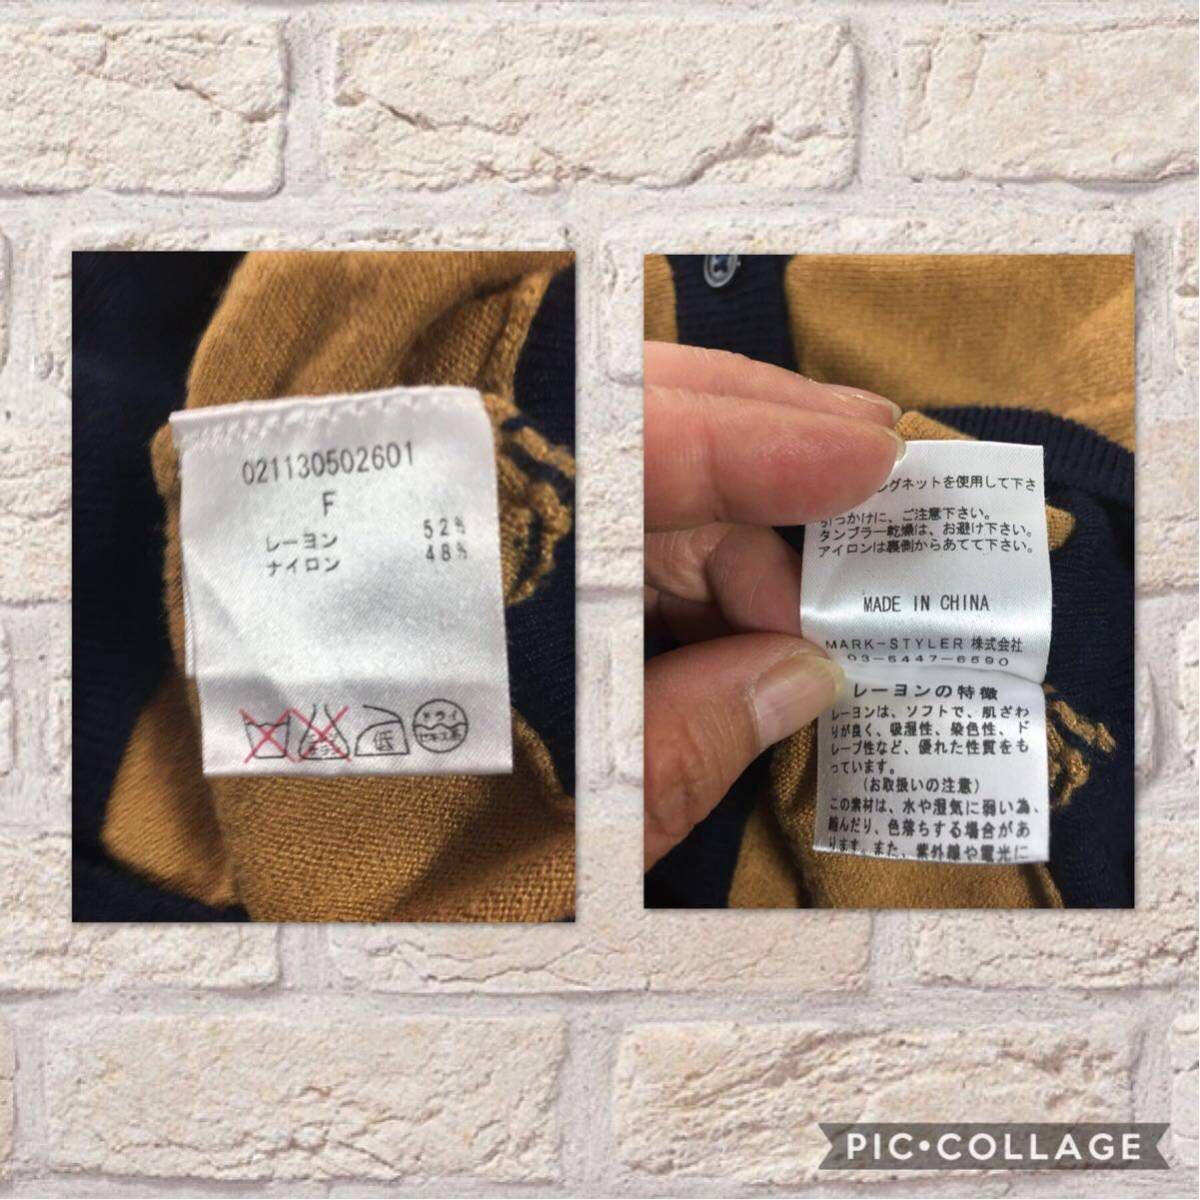 021130502601
F
レーヨン 52%
ナイロン 48%
低
ドライ
セキユ系
ングネットを使用して下さ
引っかけに、ご注意下さい。
タンブラー乾燥は、お避け下さい。
アイロンは裏側からあてて下さい。
MADE IN CHINA
MARK-STYLER 株式会社
03-5447-6590
レーヨンの特徴
レーヨンは、ソフトで、肌ざわ
りが良く、吸湿性、染色性、ド
レープ性など、優れた性質をも
っています。
(お取扱いの注意)
この素材は、水や湿気に弱い為、
縮んだり、色落ちする場合があ
ります。また、紫外線や電光に
PIC•COLLAGE